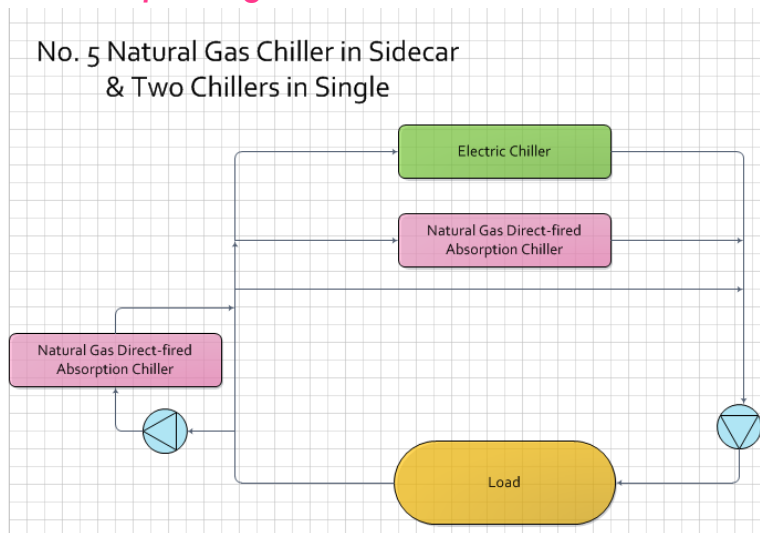 No. 5 Natural Gas Chiller in Sidecar
& Two Chillers in Single
Electric Chiller
Natural Gas Direct-fired
Absorption Chiller
Natural Gas Direct-fired
Absorption Chiller
Load